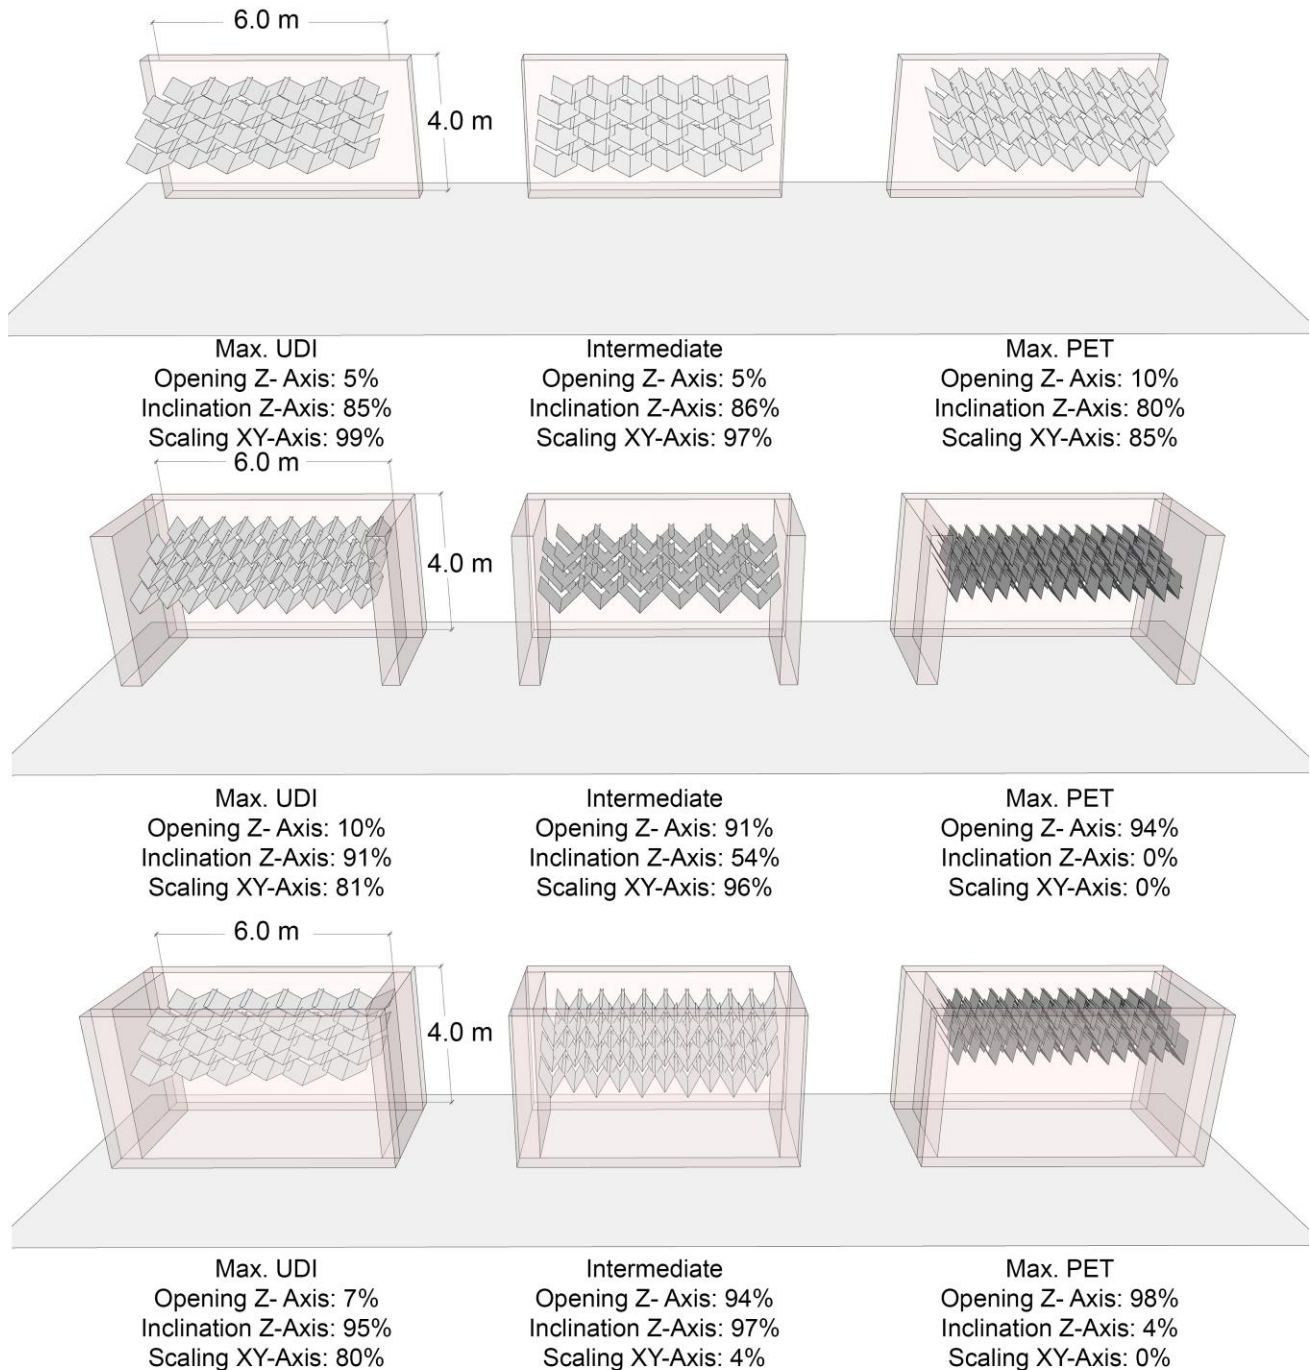 6.0 m
4.0 m
Max. UDI
Opening Z- Axis: 5%
Inclination Z-Axis: 85%
Scaling XY-Axis: 99%
Intermediate
Opening Z- Axis: 5%
Inclination Z-Axis: 86%
Scaling XY-Axis: 97%
Max. PET
Opening Z- Axis: 10%
Inclination Z-Axis: 80%
Scaling XY-Axis: 85%
6.0 m
4.0 m
Max. UDI
Opening Z- Axis: 10%
Inclination Z-Axis: 91%
Scaling XY-Axis: 81%
Intermediate
Opening Z- Axis: 91%
Inclination Z-Axis: 54%
Scaling XY-Axis: 96%
Max. PET
Opening Z- Axis: 94%
Inclination Z-Axis: 0%
Scaling XY-Axis: 0%
6.0 m
4.0 m
Max. UDI
Opening Z- Axis: 7%
Inclination Z-Axis: 95%
Scaling XY-Axis: 80%
Intermediate
Opening Z- Axis: 94%
Inclination Z-Axis: 97%
Scaling XY-Axis: 4%
Max. PET
Opening Z- Axis: 98%
Inclination Z-Axis: 4%
Scaling XY-Axis: 0%